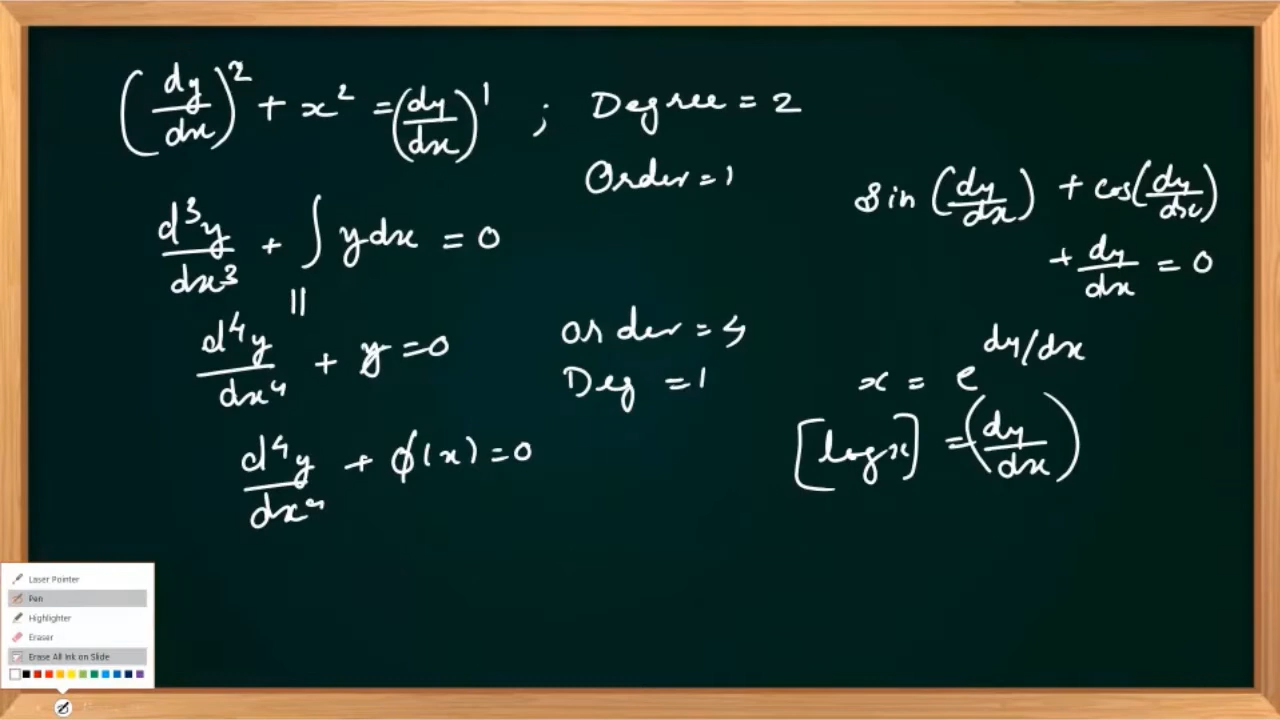 (dy/dx)² + x² = (dy/dx)¹ ; Degree = 2
Order = 1
d³y/dx³ + ∫ y dx = 0
||
d⁴y/dx⁴ + y = 0
Order = 4
Deg = 1
d⁴y/dx⁴ + ϕ(x) = 0
Sin (dy/dx) + cos (dy/dx)
+ dy/dx = 0
x = e^(dy/dx)
[log x] = (dy/dx)
Laser Pointer
Pen
Highlighter
Eraser
Erase All Ink on Slide